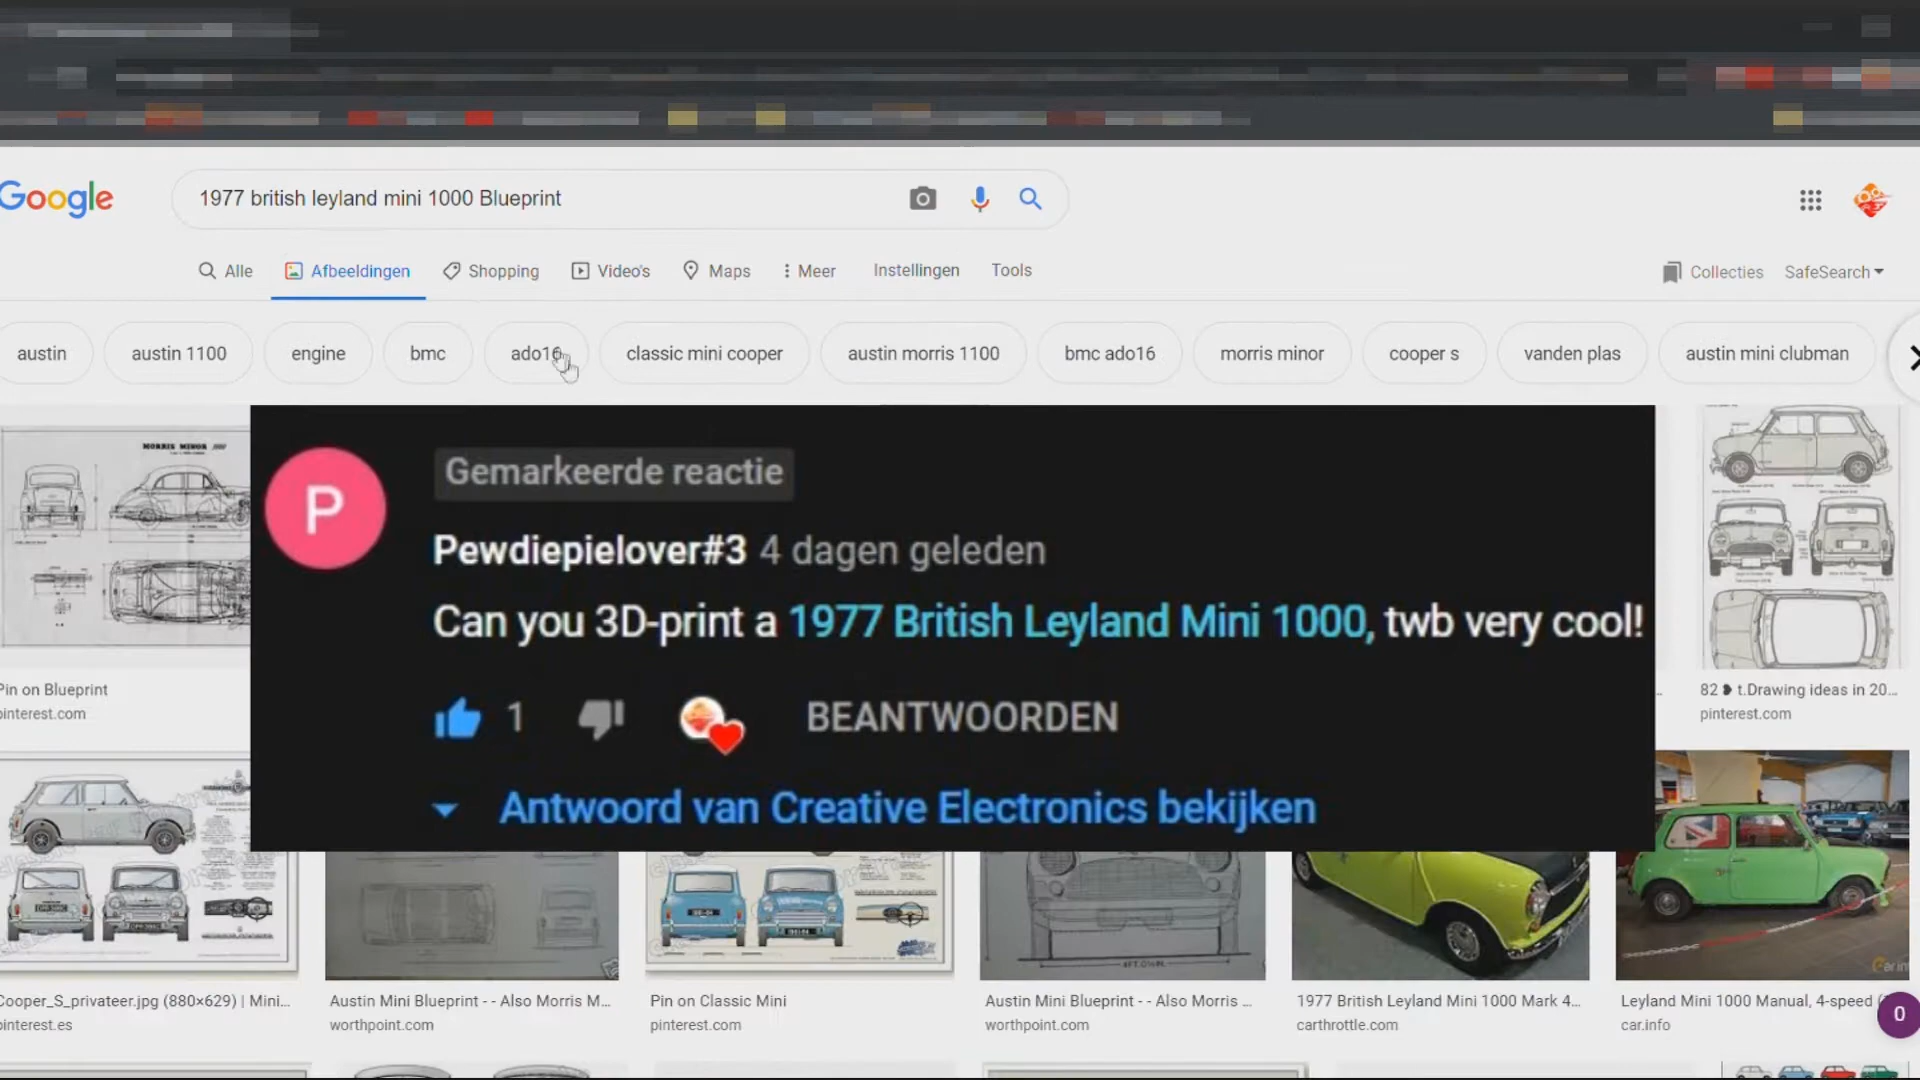 Google
1977 british leyland mini 1000 Blueprint
Alle
Afbeeldingen
Shopping
Video's
Maps
Meer
Instellingen
Tools
Collecties
SafeSearch
austin
austin 1100
engine
bmc
ado16
classic mini cooper
austin morris 1100
bmc ado16
morris minor
cooper s
vanden plas
austin mini clubman
MORRIS MINOR
Gemarkeerde reactie
P
Pewdiepielover#3 4 dagen geleden
Can you 3D-print a 1977 British Leyland Mini 1000, twb very cool!
1
BEANTWOORDEN
Antwoord van Creative Electronics bekijken
Pin on Blueprint
pinterest.com
82 ❥ t.Drawing ideas in 20...
pinterest.com
Cooper_S_privateer.jpg (880×629) | Mini...
pinterest.es
Austin Mini Blueprint - - Also Morris M...
worthpoint.com
Pin on Classic Mini
pinterest.com
Austin Mini Blueprint - - Also Morris ...
worthpoint.com
1977 British Leyland Mini 1000 Mark 4...
carthrottle.com
Leyland Mini 1000 Manual, 4-speed
car.info
0